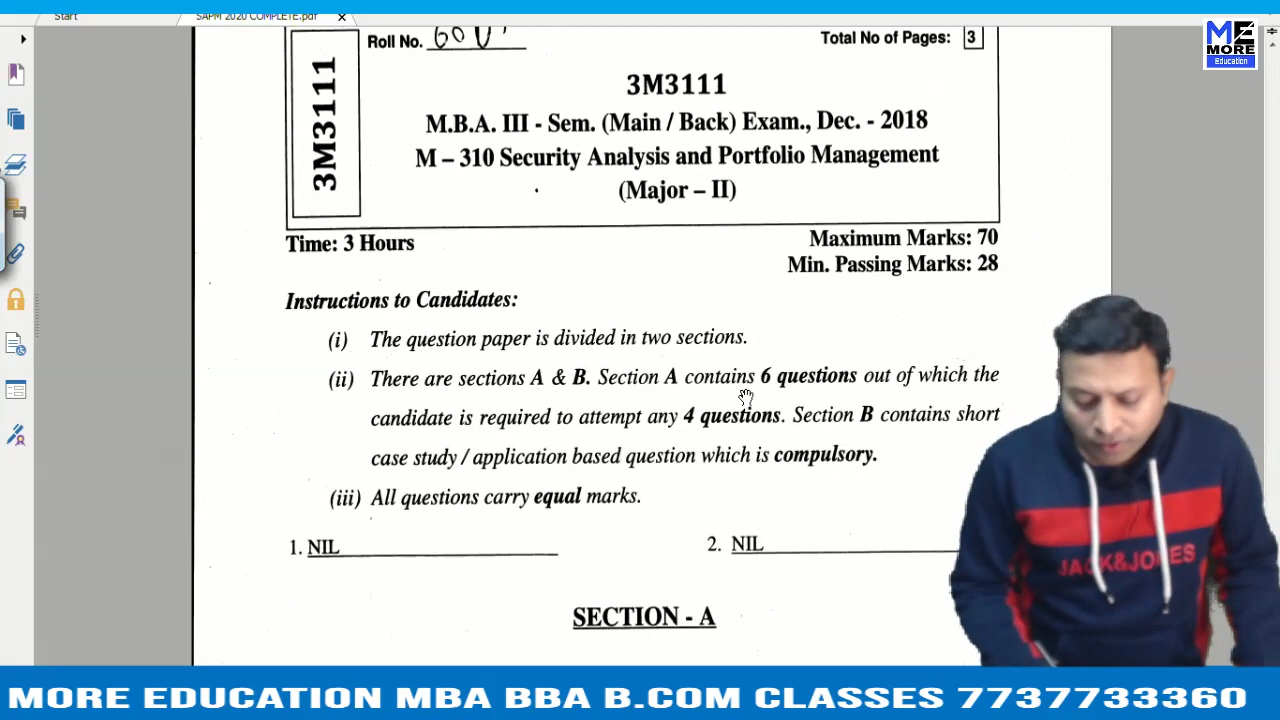 Start
SAPM 2020 COMPLETE.pdf
ME
MORE
Education
Roll No.
Total No of Pages: 3
3M3111
3M3111
M.B.A. III - Sem. (Main / Back) Exam., Dec. - 2018
M – 310 Security Analysis and Portfolio Management
(Major – II)
Time: 3 Hours
Maximum Marks: 70
Min. Passing Marks: 28
Instructions to Candidates:
(i) The question paper is divided in two sections.
(ii) There are sections A & B. Section A contains 6 questions out of which the
candidate is required to attempt any 4 questions. Section B contains short
case study / application based question which is compulsory.
(iii) All questions carry equal marks.
1. NIL
2. NIL
SECTION - A
JACK&JONES
MORE EDUCATION MBA BBA B.COM CLASSES 7737733360